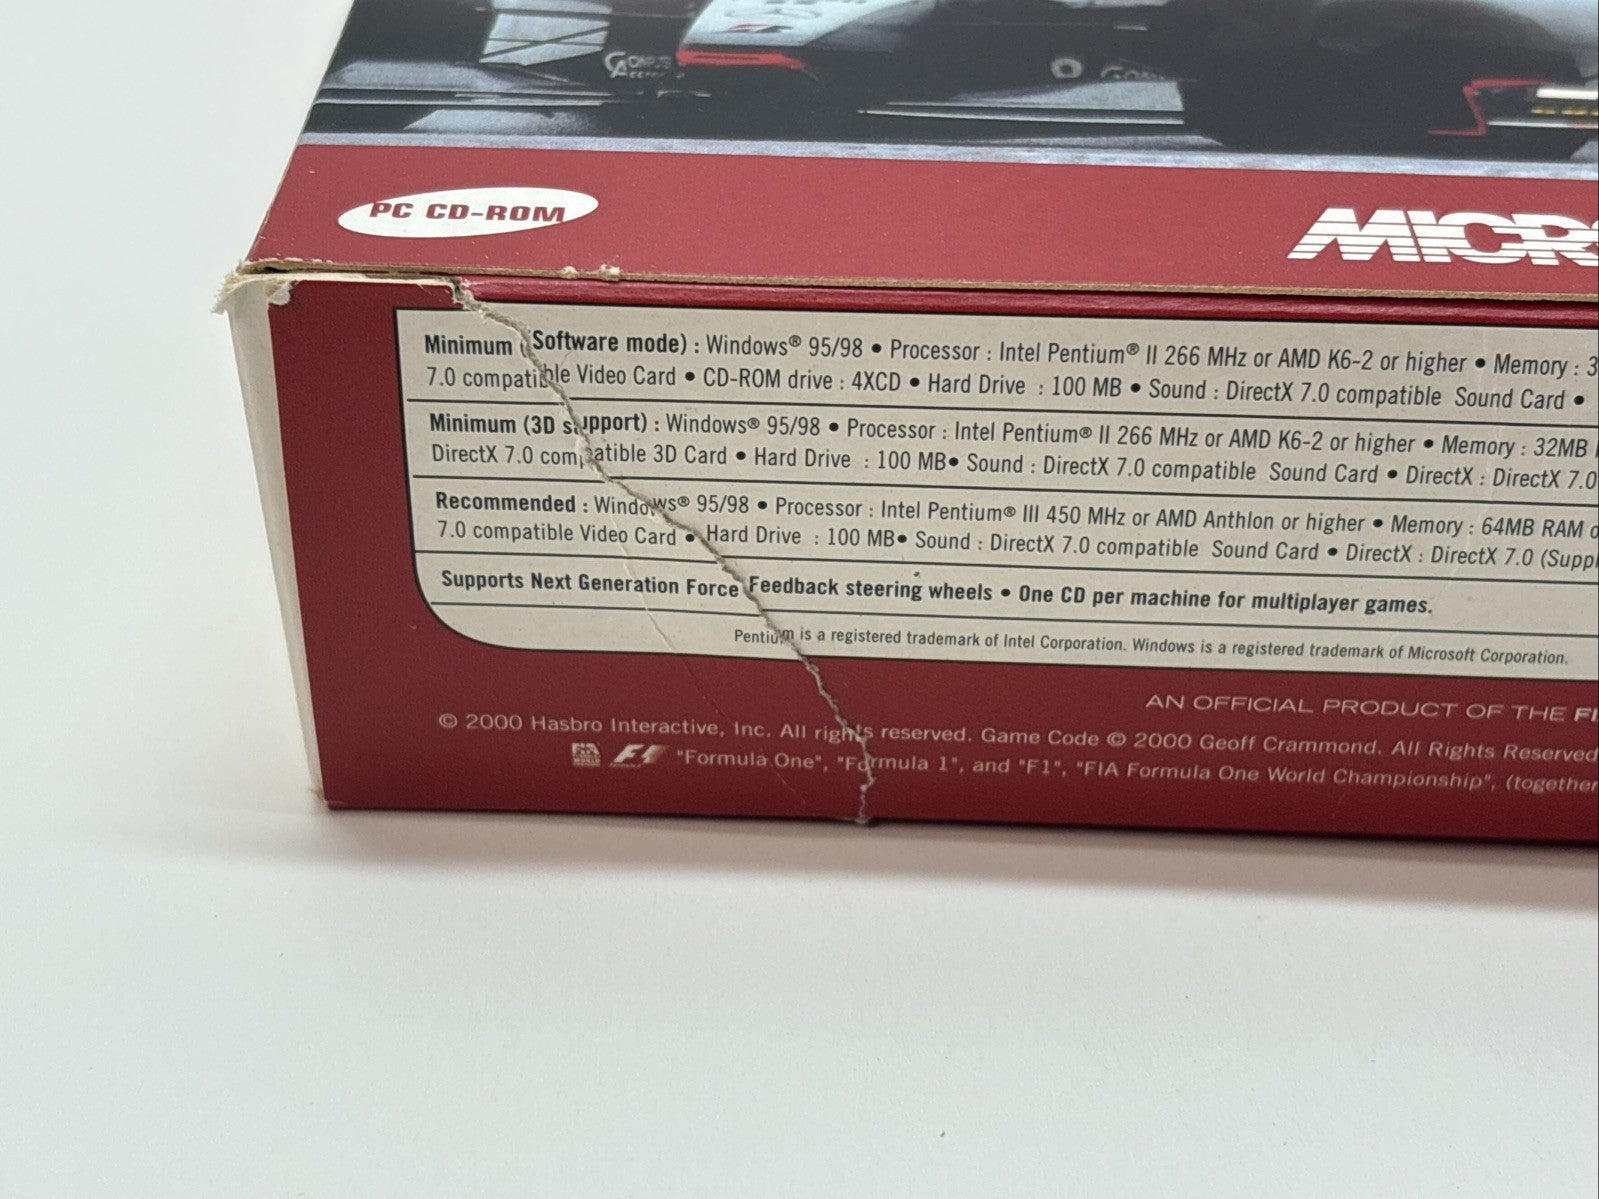 PC CD-ROM
MICR
Minimum (Software mode) : Windows® 95/98 • Processor : Intel Pentium® II 266 MHz or AMD K6-2 or higher • Memory : 3
7.0 compatible Video Card • CD-ROM drive : 4XCD • Hard Drive : 100 MB • Sound : DirectX 7.0 compatible Sound Card •
Minimum (3D support) : Windows® 95/98 • Processor : Intel Pentium® II 266 MHz or AMD K6-2 or higher • Memory : 32MB
DirectX 7.0 compatible 3D Card • Hard Drive : 100 MB• Sound : DirectX 7.0 compatible Sound Card • DirectX : DirectX 7.0
Recommended : Windows® 95/98 • Processor : Intel Pentium® III 450 MHz or AMD Anthlon or higher • Memory : 64MB RAM o
7.0 compatible Video Card • Hard Drive : 100 MB• Sound : DirectX 7.0 compatible Sound Card • DirectX : DirectX 7.0 (Suppl
Supports Next Generation Force Feedback steering wheels • One CD per machine for multiplayer games.
Pentium is a registered trademark of Intel Corporation. Windows is a registered trademark of Microsoft Corporation.
AN OFFICIAL PRODUCT OF THE FI
© 2000 Hasbro Interactive, Inc. All rights reserved. Game Code © 2000 Geoff Crammond. All Rights Reserved
F1 "Formula One", "Formula 1", and "F1", "FIA Formula One World Championship", (together